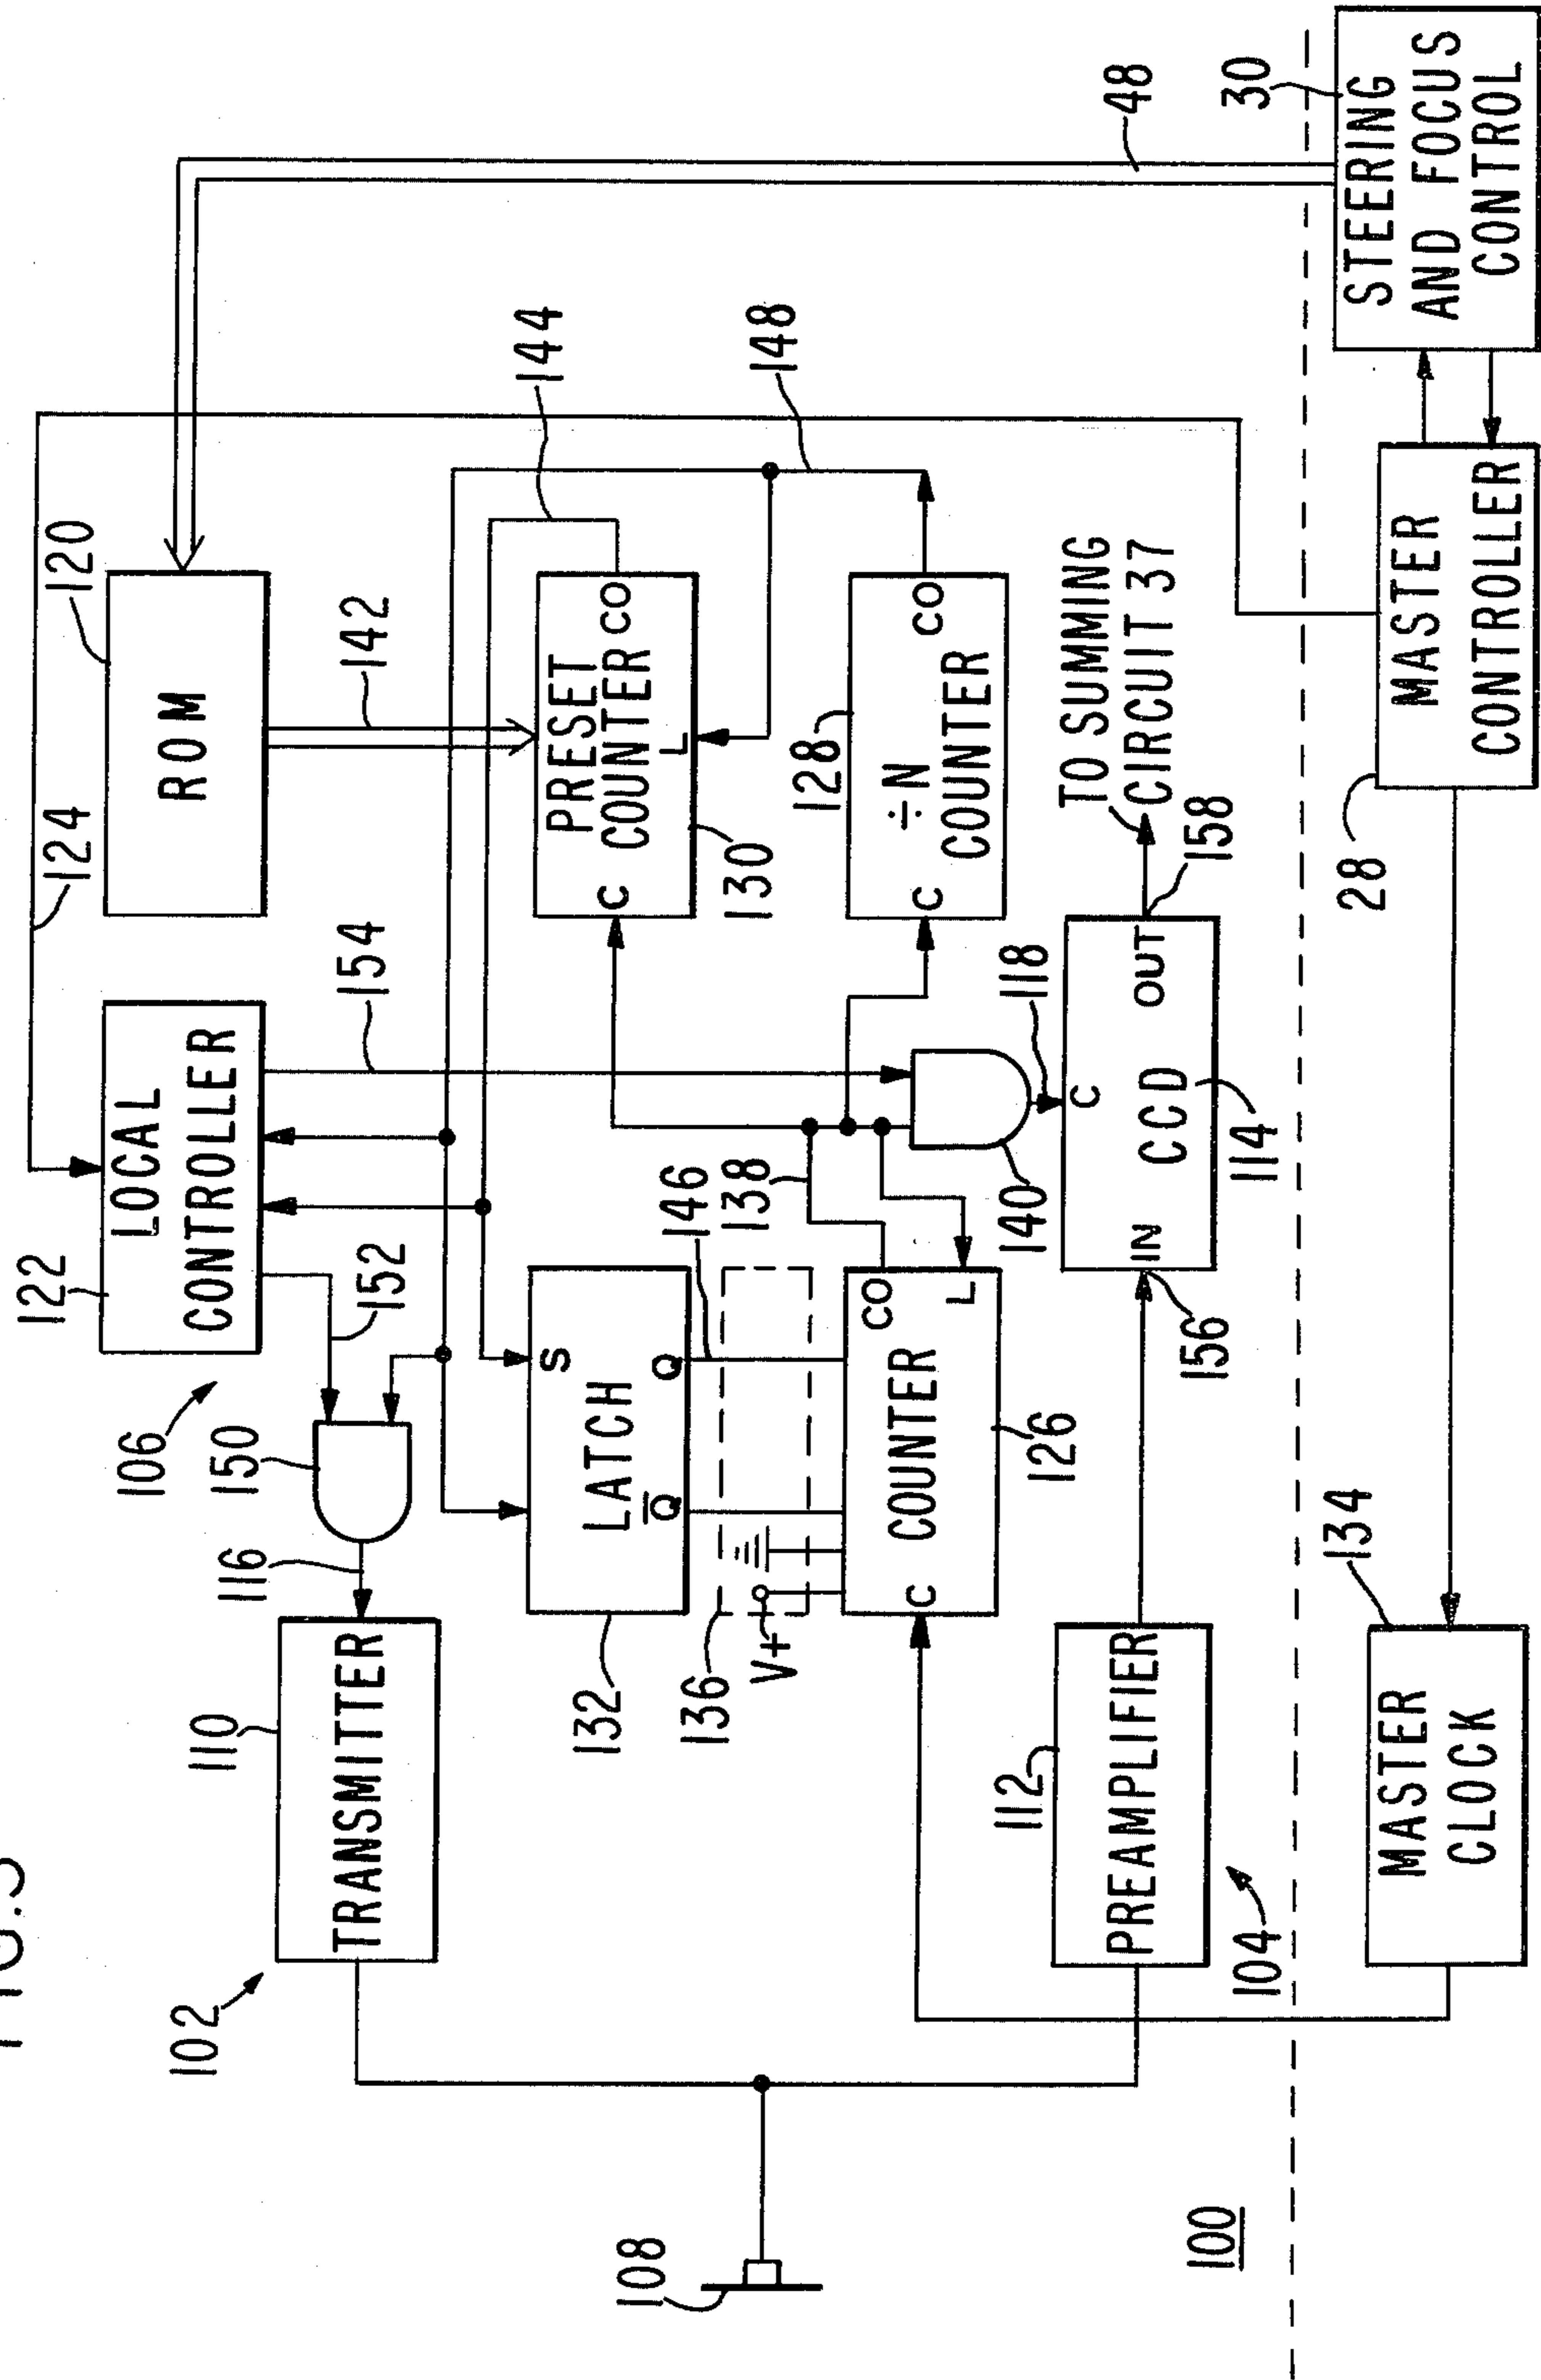 122
124
120
LOCAL
CONTROLLER
ROM
106
102
110
150
116
152
154
142
TRANSMITTER
144
132
S
LATCH
Q̄ Q
C PRESET
COUNTER CO
L
108
136
V+
146
138
130
148
128
C COUNTER CO
L
126
C ÷N
COUNTER CO
112
140
118
TO SUMMING
CIRCUIT 37
PREAMPLIFIER
C
IN CCD OUT
156
158
104
114
100
48
30
134
28
MASTER
CLOCK
MASTER
CONTROLLER
STEERING
AND FOCUS
CONTROL